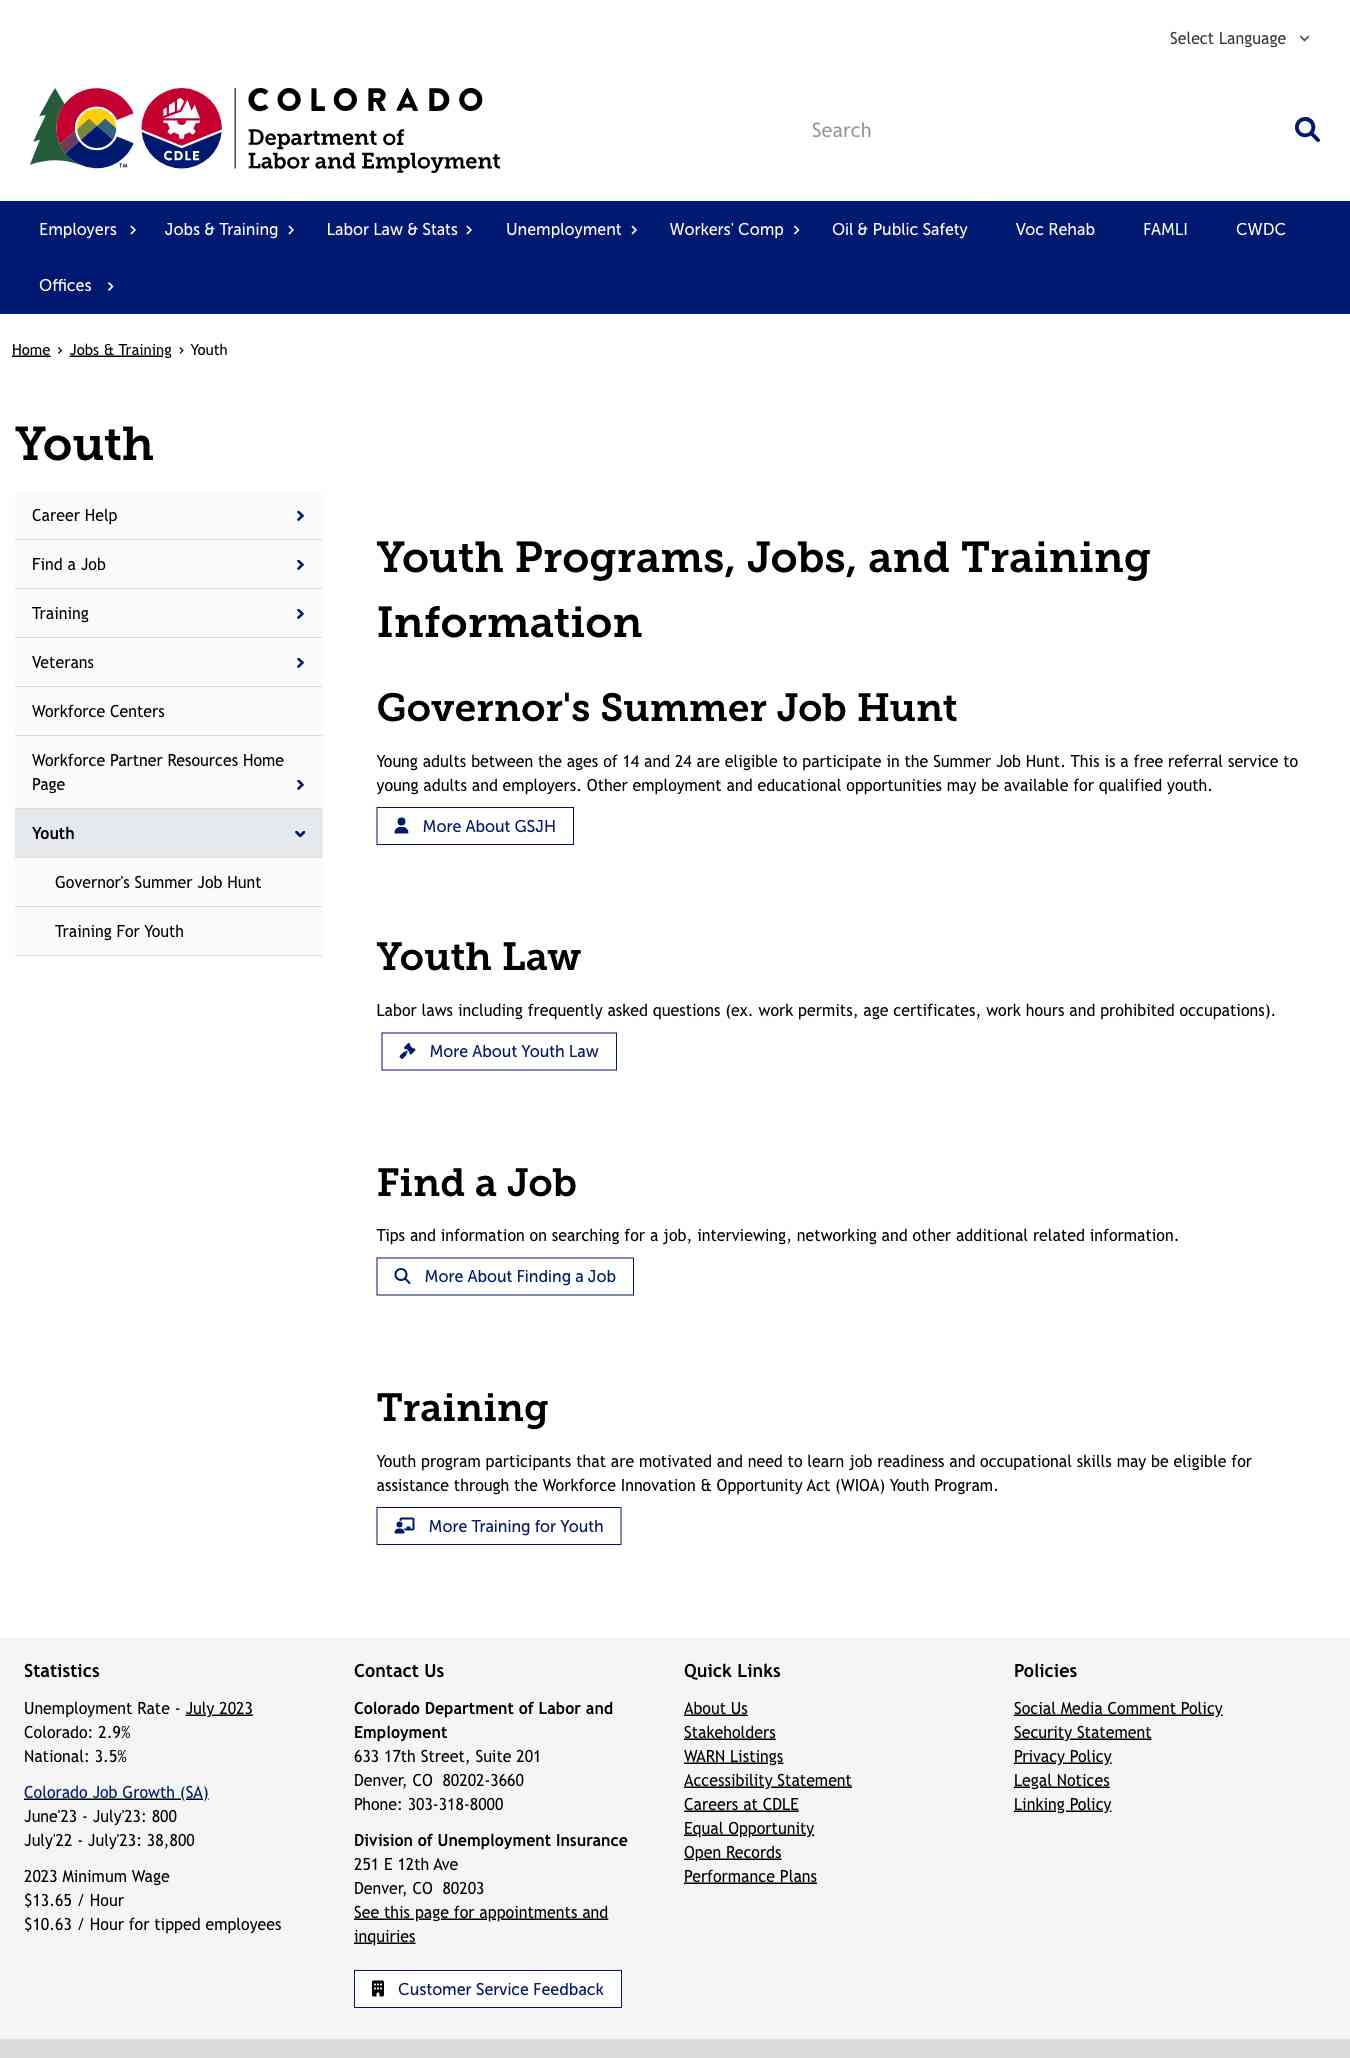 Select Language
COLORADO
Department of
Labor and Employment
CDLE
TM
Search
Employers Jobs & Training Labor Law & Stats Unemployment Workers' Comp Oil & Public Safety Voc Rehab FAMLI CWDC
Offices
Home › Jobs & Training › Youth
Youth
Career Help
Find a Job
Training
Veterans
Workforce Centers
Workforce Partner Resources Home
Page
Youth
Governor's Summer Job Hunt
Training For Youth
Youth Programs, Jobs, and Training
Information
Governor's Summer Job Hunt
Young adults between the ages of 14 and 24 are eligible to participate in the Summer Job Hunt. This is a free referral service to
young adults and employers. Other employment and educational opportunities may be available for qualified youth.
More About GSJH
Youth Law
Labor laws including frequently asked questions (ex. work permits, age certificates, work hours and prohibited occupations).
More About Youth Law
Find a Job
Tips and information on searching for a job, interviewing, networking and other additional related information.
More About Finding a Job
Training
Youth program participants that are motivated and need to learn job readiness and occupational skills may be eligible for
assistance through the Workforce Innovation & Opportunity Act (WIOA) Youth Program.
More Training for Youth
Statistics
Unemployment Rate - July 2023
Colorado: 2.9%
National: 3.5%
Colorado Job Growth (SA)
June'23 - July'23: 800
July'22 - July'23: 38,800
2023 Minimum Wage
$13.65 / Hour
$10.63 / Hour for tipped employees
Contact Us
Colorado Department of Labor and
Employment
633 17th Street, Suite 201
Denver, CO 80202-3660
Phone: 303-318-8000
Division of Unemployment Insurance
251 E 12th Ave
Denver, CO 80203
See this page for appointments and
inquiries
Customer Service Feedback
Quick Links
About Us
Stakeholders
WARN Listings
Accessibility Statement
Careers at CDLE
Equal Opportunity
Open Records
Performance Plans
Policies
Social Media Comment Policy
Security Statement
Privacy Policy
Legal Notices
Linking Policy